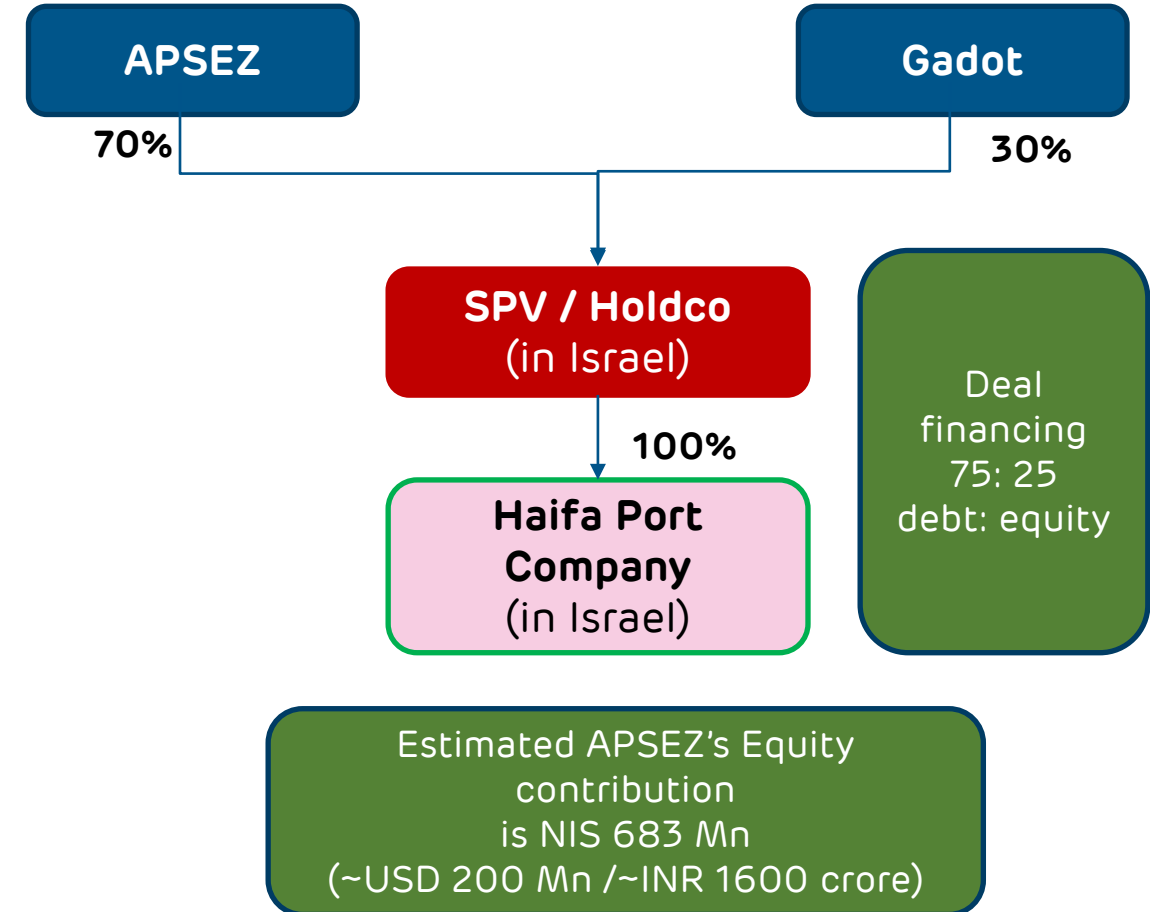 APSEZ
Gadot
70%
30%
SPV / Holdco
(in Israel)
100%
Haifa Port
Company
(in Israel)
Deal
financing
75: 25
debt: equity
Estimated APSEZ’s Equity
contribution
is NIS 683 Mn
(~USD 200 Mn /~INR 1600 crore)